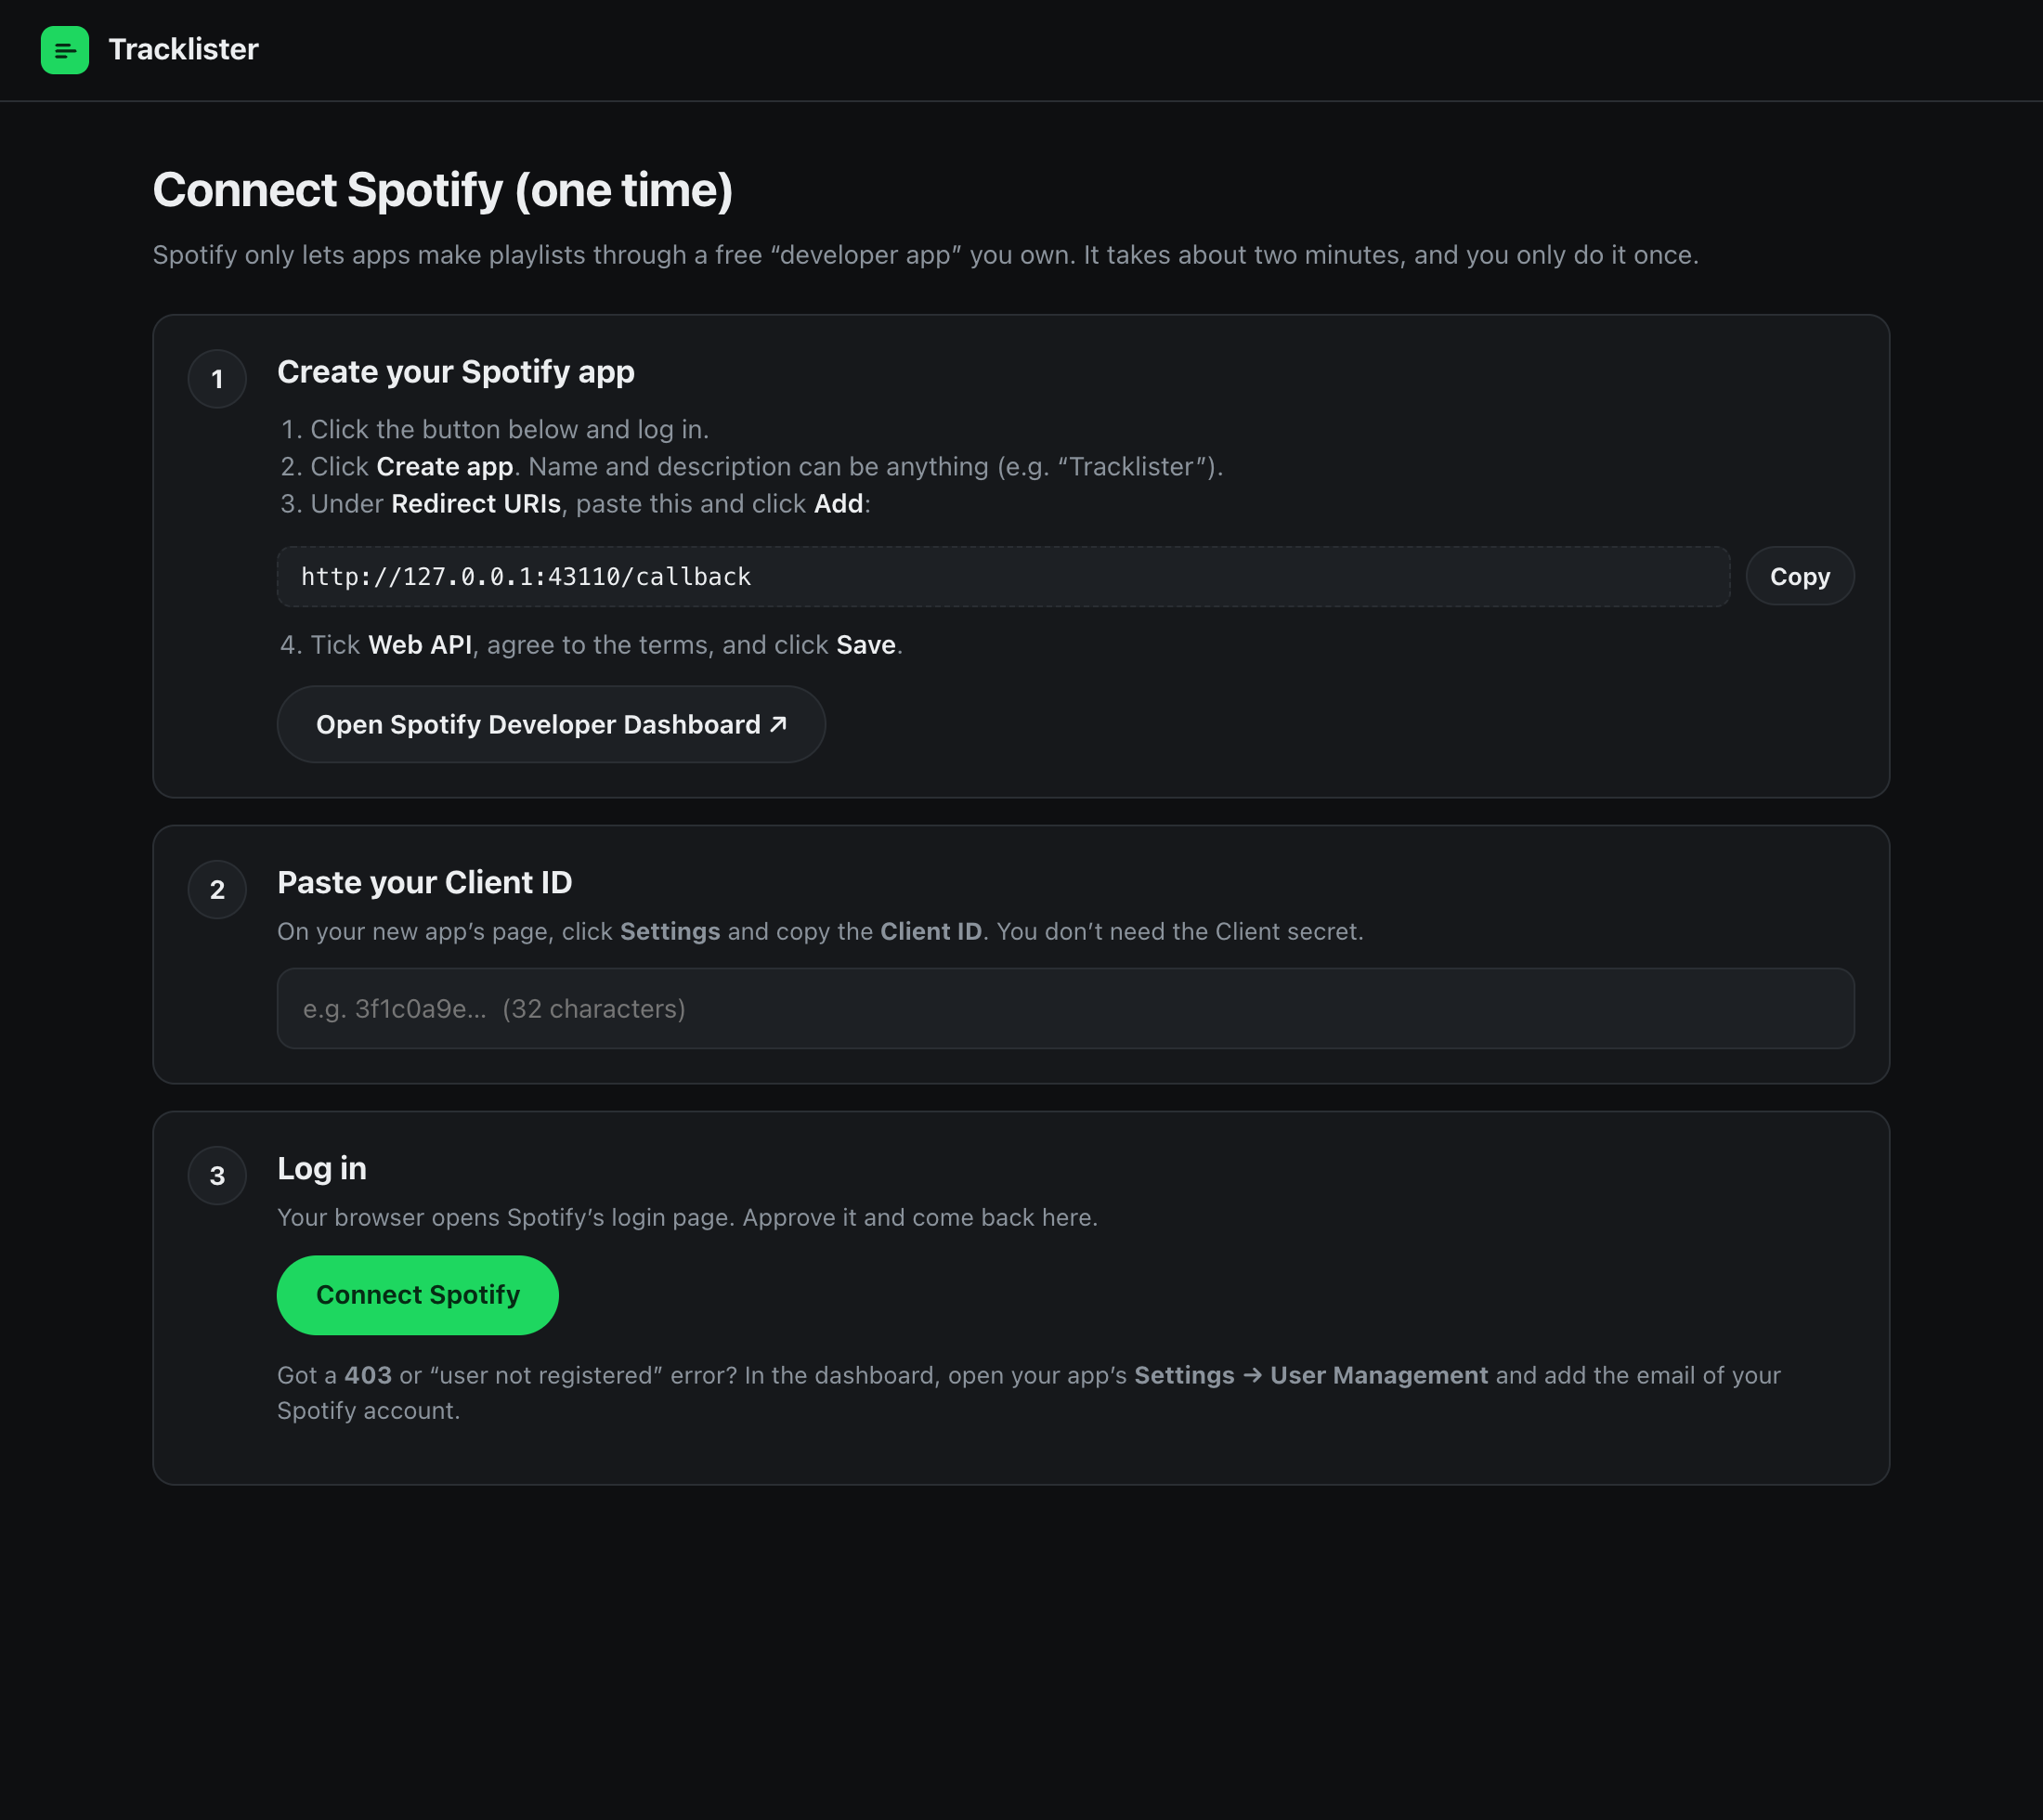 Tracklister
Connect Spotify (one time)
Spotify only lets apps make playlists through a free “developer app” you own. It takes about two minutes, and you only do it once.
1
Create your Spotify app
1. Click the button below and log in.
2. Click Create app. Name and description can be anything (e.g. “Tracklister”).
3. Under Redirect URIs, paste this and click Add:
http://127.0.0.1:43110/callback
Copy
4. Tick Web API, agree to the terms, and click Save.
Open Spotify Developer Dashboard ↗
2
Paste your Client ID
On your new app’s page, click Settings and copy the Client ID. You don’t need the Client secret.
e.g. 3f1c0a9e… (32 characters)
3
Log in
Your browser opens Spotify’s login page. Approve it and come back here.
Connect Spotify
Got a 403 or “user not registered” error? In the dashboard, open your app’s Settings → User Management and add the email of your
Spotify account.